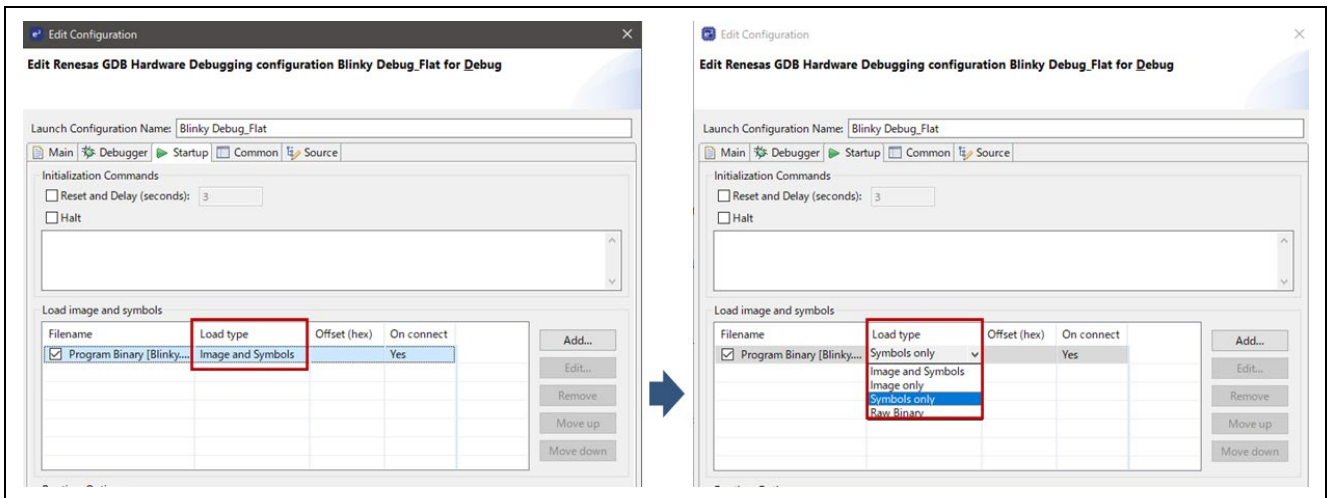 Edit Configuration
Edit Renesas GDB Hardware Debugging configuration Blinky Debug_Flat for Debug
Launch Configuration Name: Blinky Debug_Flat
Main Debugger Startup Common Source
Initialization Commands
Reset and Delay (seconds): 3
Halt
Load image and symbols
Filename Load type Offset (hex) On connect
Program Binary [Blinky.... Image and Symbols Yes
Add...
Edit...
Remove
Move up
Move down
Edit Configuration
Edit Renesas GDB Hardware Debugging configuration Blinky Debug_Flat for Debug
Launch Configuration Name: Blinky Debug_Flat
Main Debugger Startup Common Source
Initialization Commands
Reset and Delay (seconds): 3
Halt
Load image and symbols
Filename Load type Offset (hex) On connect
Program Binary [Blinky.... Symbols only Yes
Image and Symbols
Image only
Symbols only
Raw Binary
Add...
Edit...
Remove
Move up
Move down